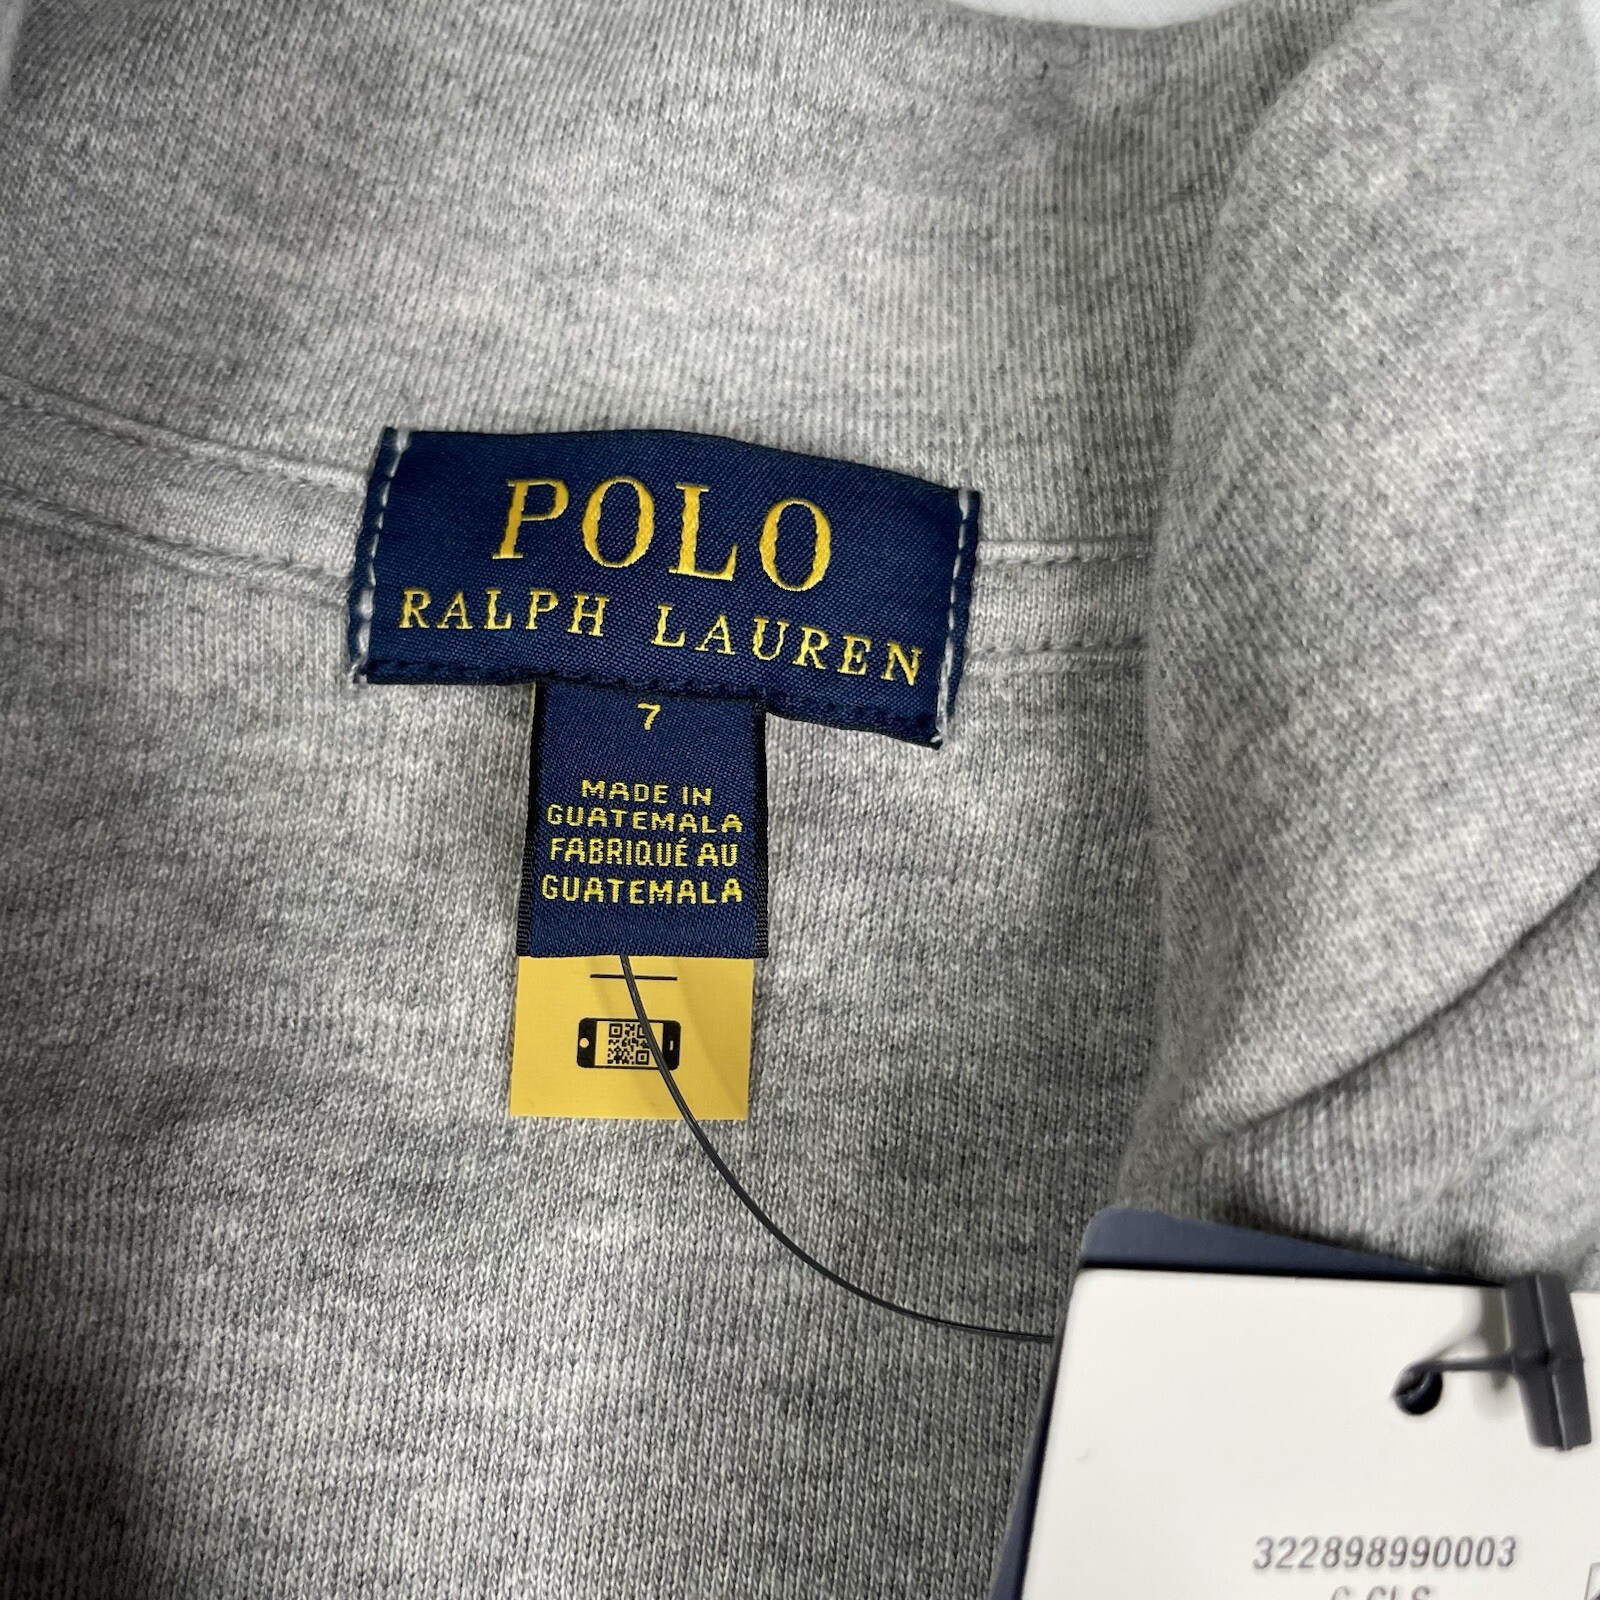 POLO
RALPH LAUREN
7
MADE IN
GUATEMALA
FABRIQUÉ AU
GUATEMALA
322898990003